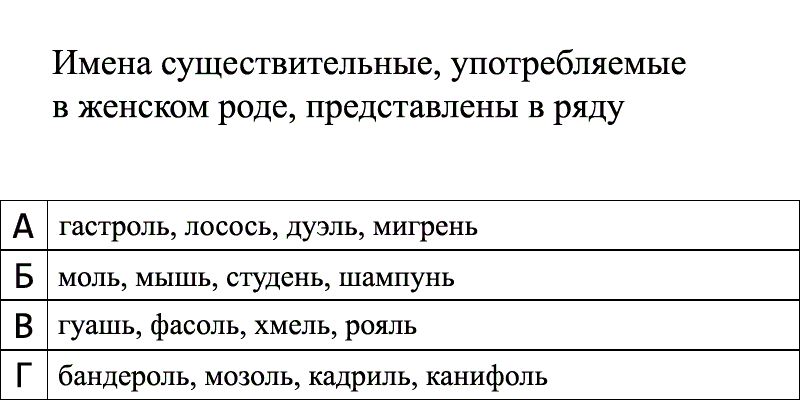 Имена существительные, употребляемые
в женском роде, представлены в ряду
А гастроль, лосось, дуэль, мигрень
Б моль, мышь, студень, шампунь
В гуашь, фасоль, хмель, рояль
Г бандероль, мозоль, кадриль, канифоль